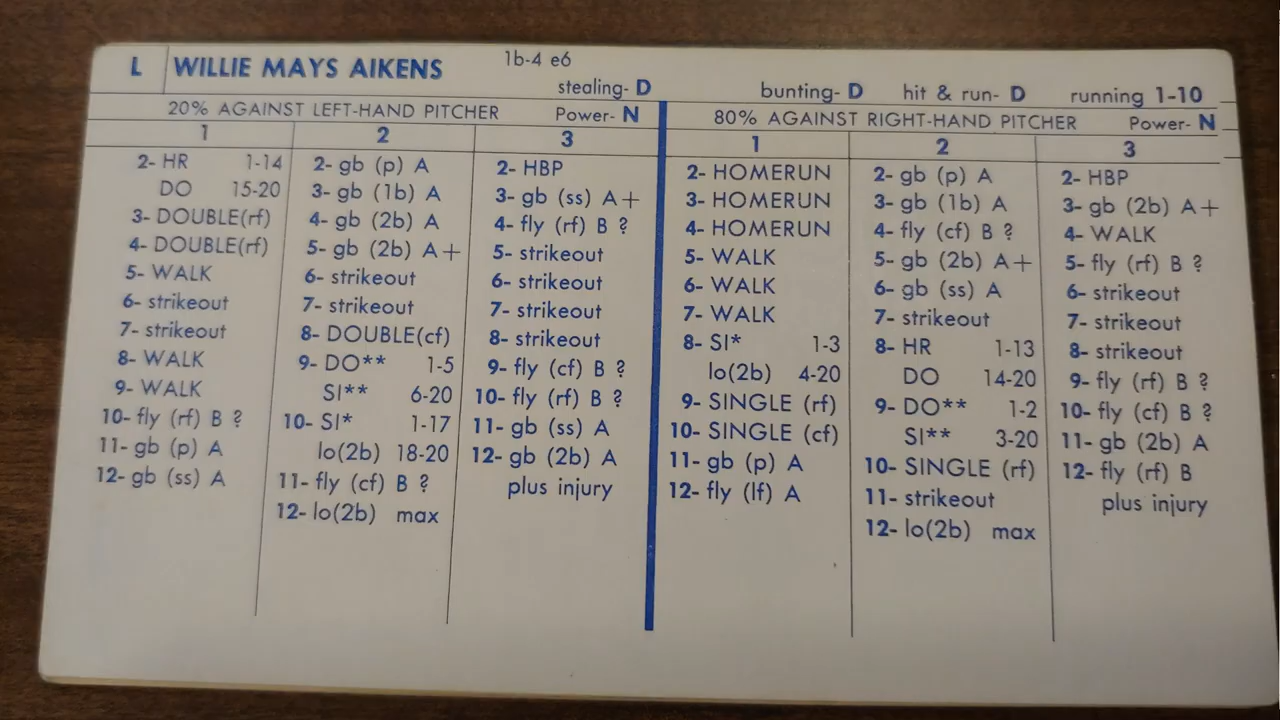 L WILLIE MAYS AIKENS 1b-4 e6
stealing- D bunting- D hit & run- D running 1-10
20% AGAINST LEFT-HAND PITCHER Power- N
1
2- HR 1-14
DO 15-20
3- DOUBLE(rf)
4- DOUBLE(rf)
5- WALK
6- strikeout
7- strikeout
8- WALK
9- WALK
10- fly (rf) B ?
11- gb (p) A
12- gb (ss) A
2
2- gb (p) A
3- gb (1b) A
4- gb (2b) A
5- gb (2b) A+
6- strikeout
7- strikeout
8- DOUBLE(cf)
9- DO** 1-5
SI** 6-20
10- SI* 1-17
lo(2b) 18-20
11- fly (cf) B ?
12- lo(2b) max
3
2- HBP
3- gb (ss) A+
4- fly (rf) B ?
5- strikeout
6- strikeout
7- strikeout
8- strikeout
9- fly (cf) B ?
10- fly (rf) B ?
11- gb (ss) A
12- gb (2b) A
plus injury
80% AGAINST RIGHT-HAND PITCHER Power- N
1
2- HOMERUN
3- HOMERUN
4- HOMERUN
5- WALK
6- WALK
7- WALK
8- SI* 1-3
lo(2b) 4-20
9- SINGLE (rf)
10- SINGLE (cf)
11- gb (p) A
12- fly (lf) A
2
2- gb (p) A
3- gb (1b) A
4- fly (cf) B ?
5- gb (2b) A+
6- gb (ss) A
7- strikeout
8- HR 1-13
DO 14-20
9- DO** 1-2
SI** 3-20
10- SINGLE (rf)
11- strikeout
12- lo(2b) max
3
2- HBP
3- gb (2b) A+
4- WALK
5- fly (rf) B ?
6- strikeout
7- strikeout
8- strikeout
9- fly (rf) B ?
10- fly (cf) B ?
11- gb (2b) A
12- fly (rf) B
plus injury